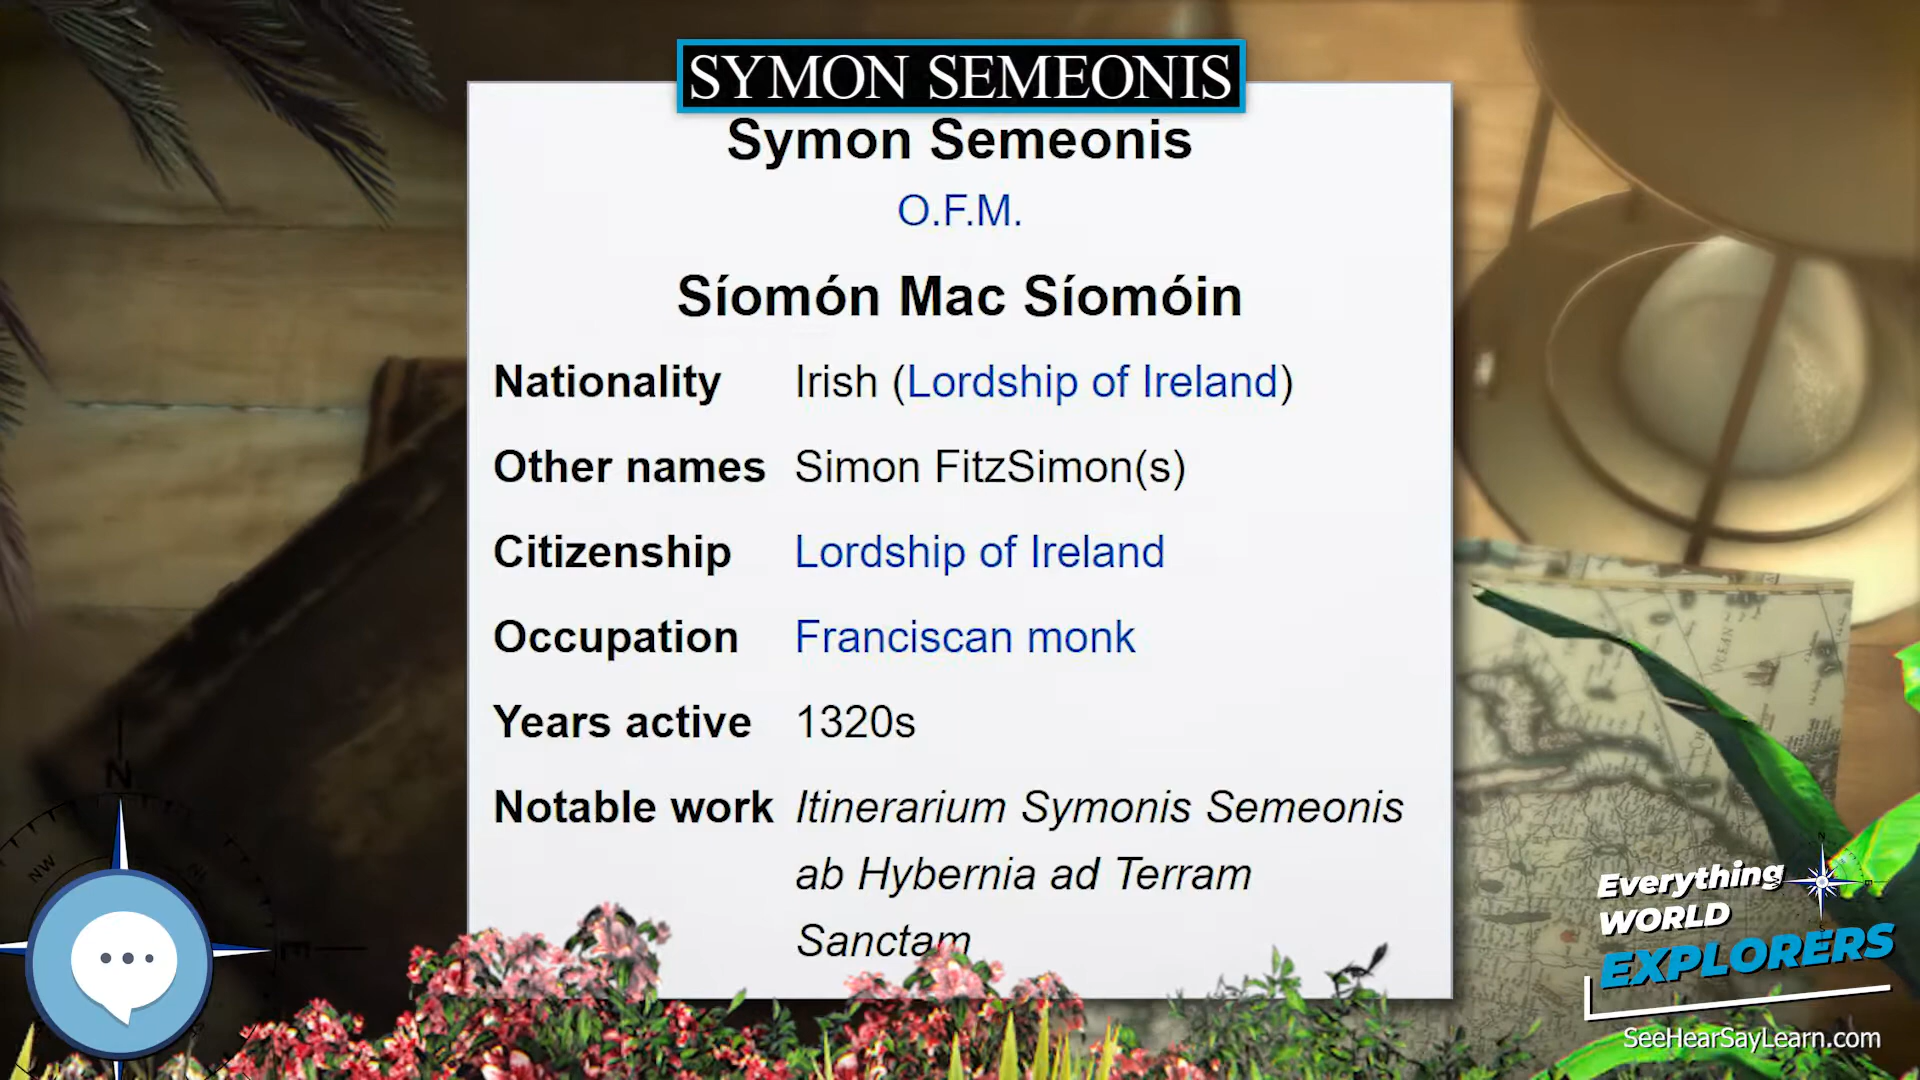 SYMON SEMEONIS
Symon Semeonis
O.F.M.
Síomón Mac Síomóin
Nationality Irish (Lordship of Ireland)
Other names Simon FitzSimon(s)
Citizenship Lordship of Ireland
Occupation Franciscan monk
Years active 1320s
Notable work Itinerarium Symonis Semeonis
ab Hybernia ad Terram
Sanctam
N
NW
E
OCEAN
Everything
WORLD
EXPLORERS
SeeHearSayLearn.com